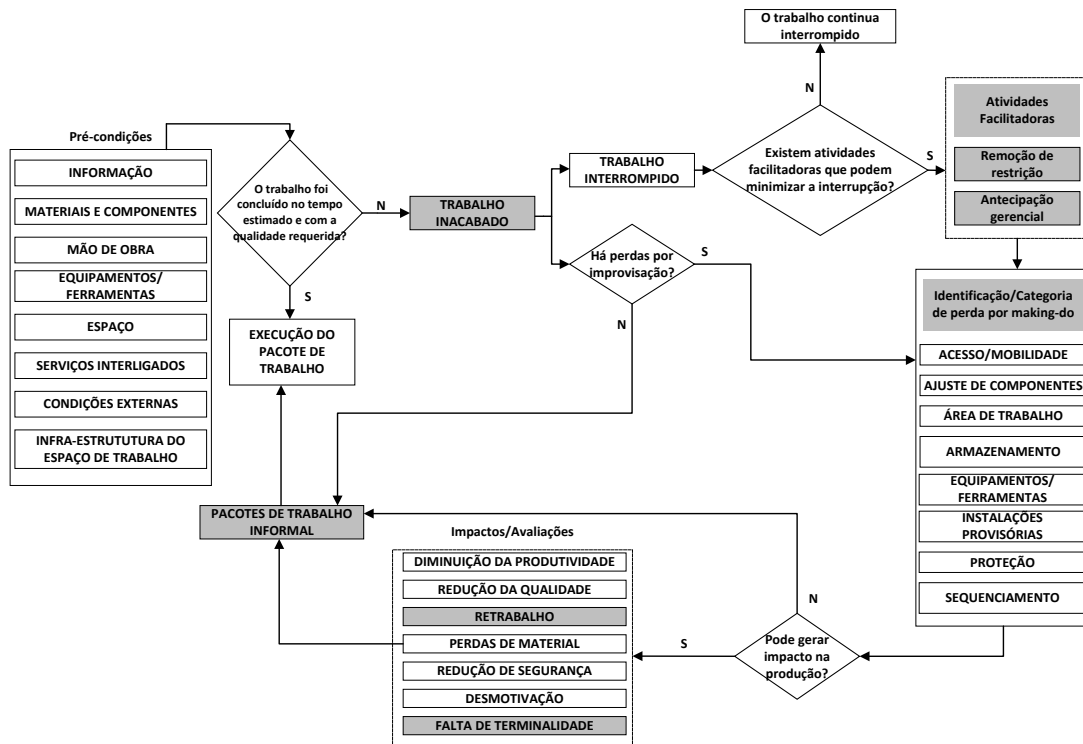 O trabalho continua
interrompido
N
Pré-condições
INFORMAÇÃO
MATERIAIS E COMPONENTES
MÃO DE OBRA
EQUIPAMENTOS/
FERRAMENTAS
ESPAÇO
SERVIÇOS INTERLIGADOS
CONDIÇÕES EXTERNAS
INFRA-ESTRUTUTURA DO
ESPAÇO DE TRABALHO
O trabalho foi
concluído no tempo
estimado e com a
qualidade requerida?
N
S
EXECUÇÃO DO
PACOTE DE
TRABALHO
TRABALHO
INACABADO
TRABALHO
INTERROMPIDO
Existem atividades
facilitadoras que podem
minimizar a interrupção?
S
Atividades
Facilitadoras
Remoção de
restrição
Antecipação
gerencial
Há perdas por
improvisação?
S
N
Identificação/Categoria
de perda por making-do
ACESSO/MOBILIDADE
AJUSTE DE COMPONENTES
ÁREA DE TRABALHO
ARMAZENAMENTO
EQUIPAMENTOS/
FERRAMENTAS
INSTALAÇÕES
PROVISÓRIAS
PROTEÇÃO
SEQUENCIAMENTO
PACOTES DE TRABALHO
INFORMAL
Impactos/Avaliações
DIMINUIÇÃO DA PRODUTIVIDADE
REDUÇÃO DA QUALIDADE
RETRABALHO
PERDAS DE MATERIAL
REDUÇÃO DE SEGURANÇA
DESMOTIVAÇÃO
FALTA DE TERMINALIDADE
N
S
Pode gerar
impacto na
produção?